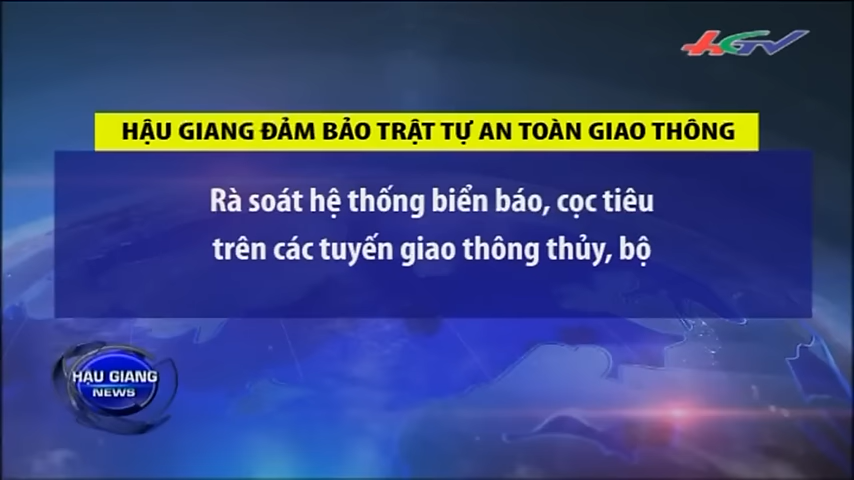 HGV
HẬU GIANG ĐẢM BẢO TRẬT TỰ AN TOÀN GIAO THÔNG
Rà soát hệ thống biển báo, cọc tiêu
trên các tuyến giao thông thủy, bộ
HẬU GIANG
NEWS